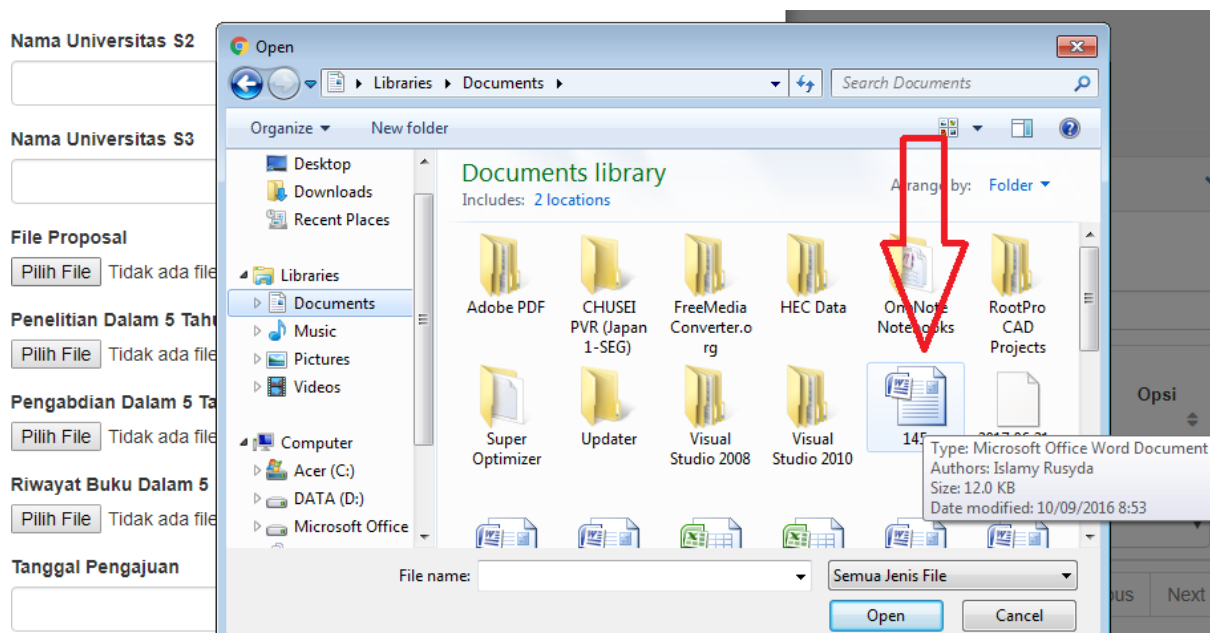 Nama Universitas S2
Nama Universitas S3
File Proposal
Pilih File Tidak ada file
Penelitian Dalam 5 Tahu
Pilih File Tidak ada file
Pengabdian Dalam 5 Ta
Pilih File Tidak ada file
Riwayat Buku Dalam 5
Pilih File Tidak ada file
Tanggal Pengajuan
Open
Libraries Documents
Search Documents
Organize New folder
Desktop
Downloads
Recent Places
Libraries
Documents
Music
Pictures
Videos
Computer
Acer (C:)
DATA (D:)
Microsoft Office
Documents library
Includes: 2 locations
Arrange by: Folder
Adobe PDF
CHUSEI
PVR (Japan
1-SEG)
FreeMedia
Converter.o
rg
HEC Data
OneNote
Notebooks
RootPro
CAD
Projects
Super
Optimizer
Updater
Visual
Studio 2008
Visual
Studio 2010
145
Type: Microsoft Office Word Document
Authors: Islamy Rusyda
Size: 12.0 KB
Date modified: 10/09/2016 8:53
File name:
Semua Jenis File
Open Cancel
Opsi
ous Next